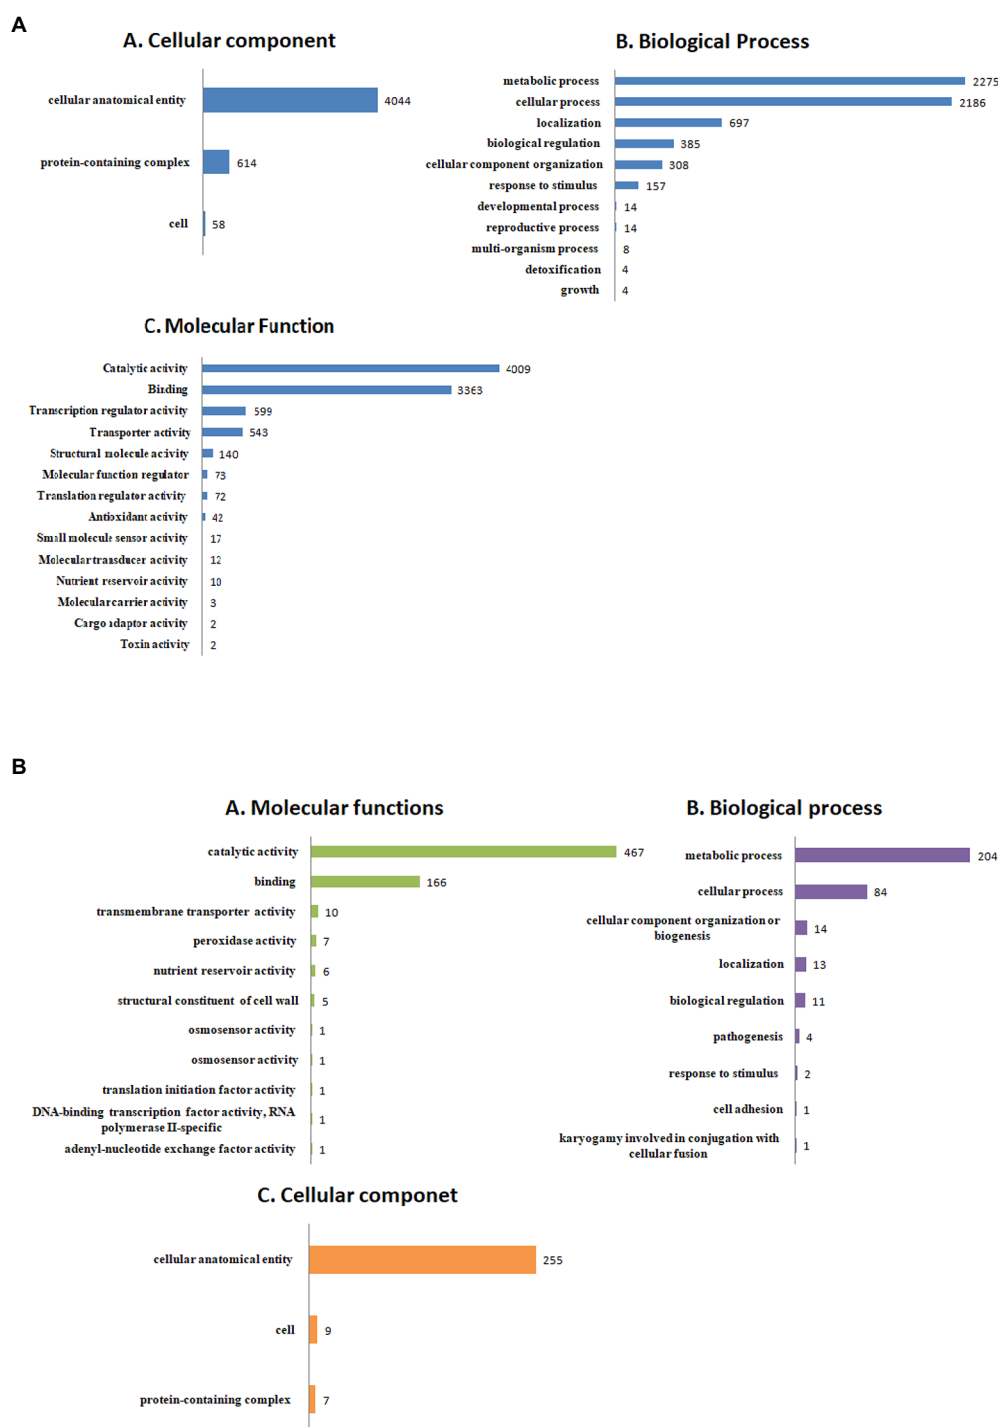 A
A. Cellular component
cellular anatomical entity 4044
protein-containing complex 614
cell 58
B. Biological Process
metabolic process 2275
cellular process 2186
localization 697
biological regulation 385
cellular component organization 308
response to stimulus 157
developmental process 14
reproductive process 14
multi-organism process 8
detoxification 4
growth 4
C. Molecular Function
Catalytic activity 4009
Binding 3363
Transcription regulator activity 599
Transporter activity 543
Structural molecule activity 140
Molecular function regulator 73
Translation regulator activity 72
Antioxidant activity 42
Small molecule sensor activity 17
Molecular transducer activity 12
Nutrient reservoir activity 10
Molecular carrier activity 3
Cargo adaptor activity 2
Toxin activity 2
B
A. Molecular functions
catalytic activity 467
binding 166
transmembrane transporter activity 10
peroxidase activity 7
nutrient reservoir activity 6
structural constituent of cell wall 5
osmosensor activity 1
osmosensor activity 1
translation initiation factor activity 1
DNA-binding transcription factor activity, RNA
polymerase II-specific 1
adenyl-nucleotide exchange factor activity 1
B. Biological process
metabolic process 204
cellular process 84
cellular component organization or
biogenesis 14
localization 13
biological regulation 11
pathogenesis 4
response to stimulus 2
cell adhesion 1
karyogamy involved in conjugation with
cellular fusion 1
C. Cellular componet
cellular anatomical entity 255
cell 9
protein-containing complex 7